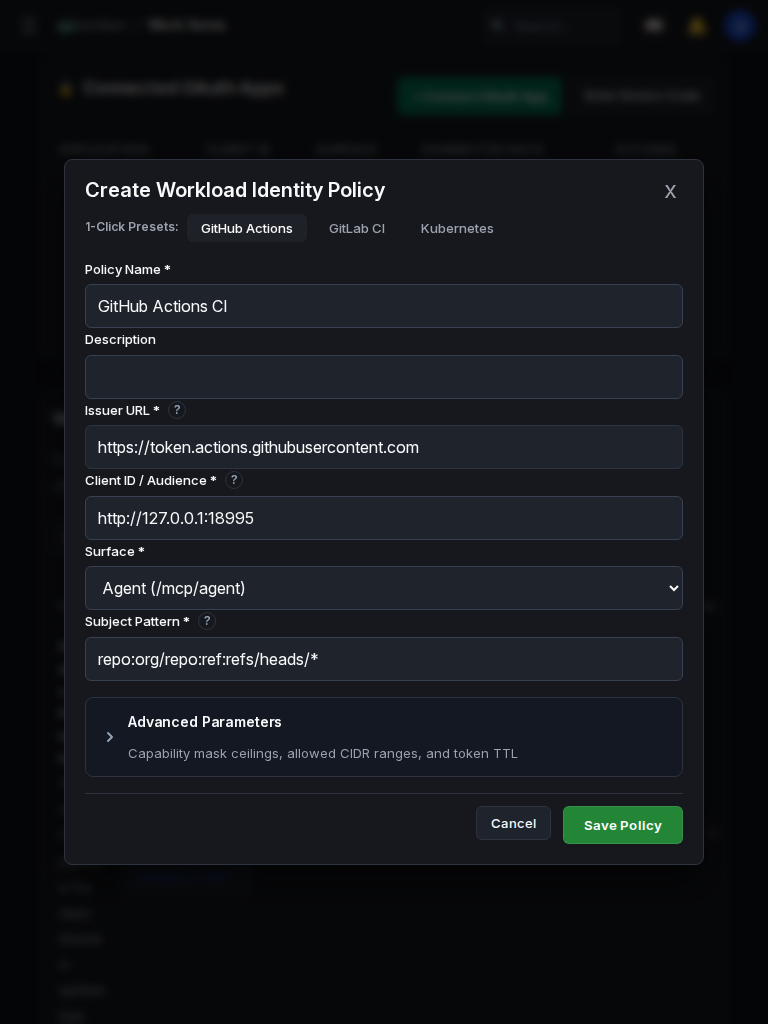 Create Workload Identity Policy
X
1-Click Presets: GitHub Actions GitLab CI Kubernetes
Policy Name *
GitHub Actions CI
Description
Issuer URL * ?
https://token.actions.githubusercontent.com
Client ID / Audience * ?
http://127.0.0.1:18995
Surface *
Agent (/mcp/agent)
Subject Pattern * ?
repo:org/repo:ref:refs/heads/*
Advanced Parameters
Capability mask ceilings, allowed CIDR ranges, and token TTL
Cancel Save Policy